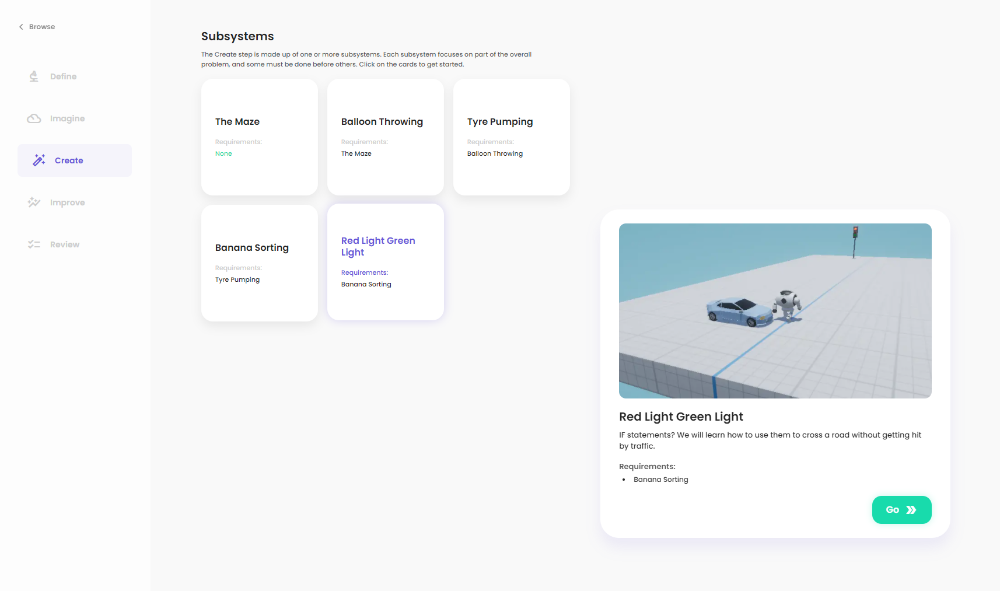 Browse
Define
Imagine
Create
Improve
Review
Subsystems
The Create step is made up of one or more subsystems. Each subsystem focuses on part of the overall
problem, and some must be done before others. Click on the cards to get started.
The Maze
Requirements:
None
Balloon Throwing
Requirements:
The Maze
Tyre Pumping
Requirements:
Balloon Throwing
Banana Sorting
Requirements:
Tyre Pumping
Red Light Green
Light
Requirements:
Banana Sorting
Red Light Green Light
IF statements? We will learn how to use them to cross a road without getting hit
by traffic.
Requirements:
• Banana Sorting
Go